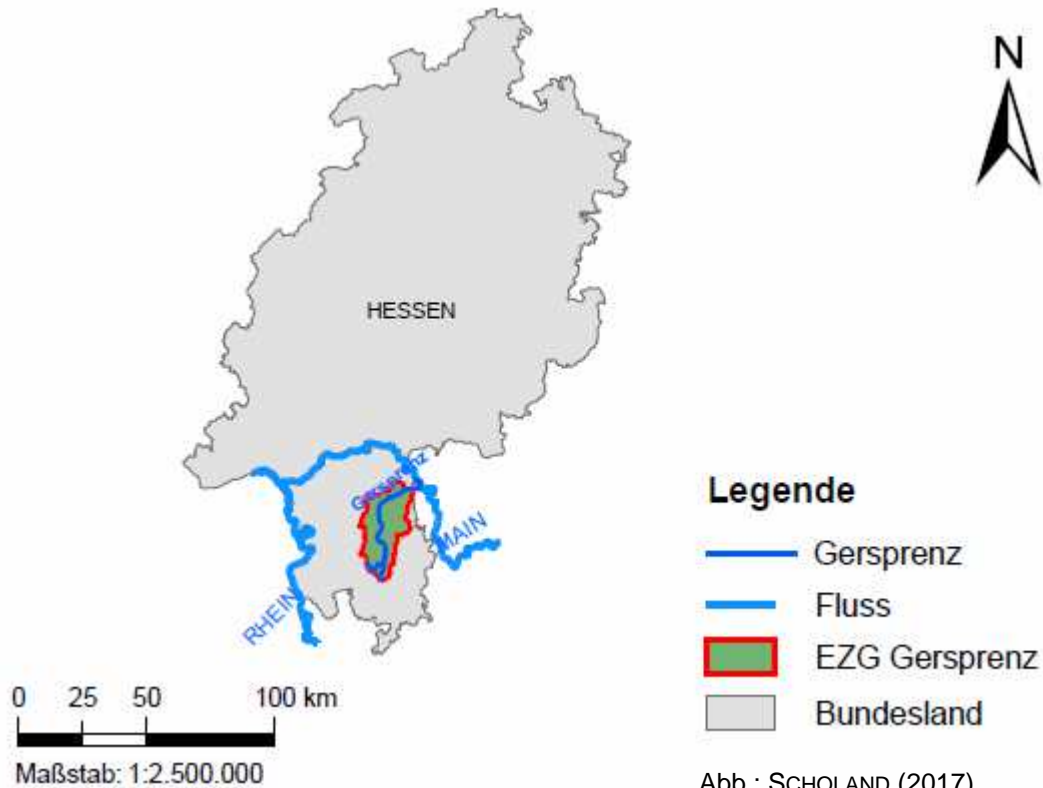 N
HESSEN
Gersprenz
MAIN
RHEIN
Legende
Gersprenz
Fluss
EZG Gersprenz
Bundesland
0 25 50 100 km
Maßstab: 1:2.500.000
Abb.: SCHOLAND (2017)